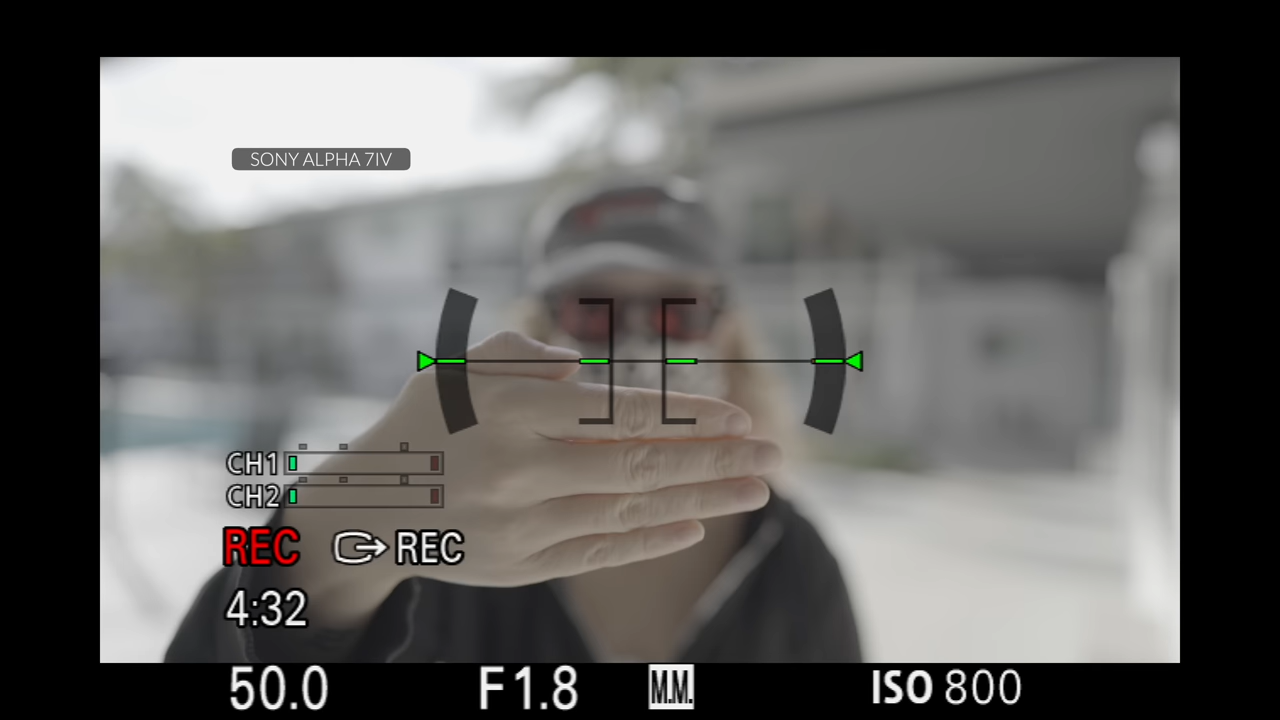 SONY ALPHA 7IV
CH1
CH2
REC REC
4:32
50.0 F1.8 M.M. ISO 800